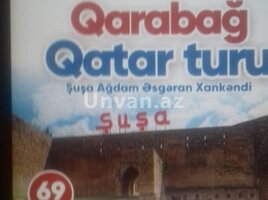 Qarabağ
Qatar turu
Şuşa Ağdam Əsgəran Xankəndi
Unvan.az
Şuşa
69